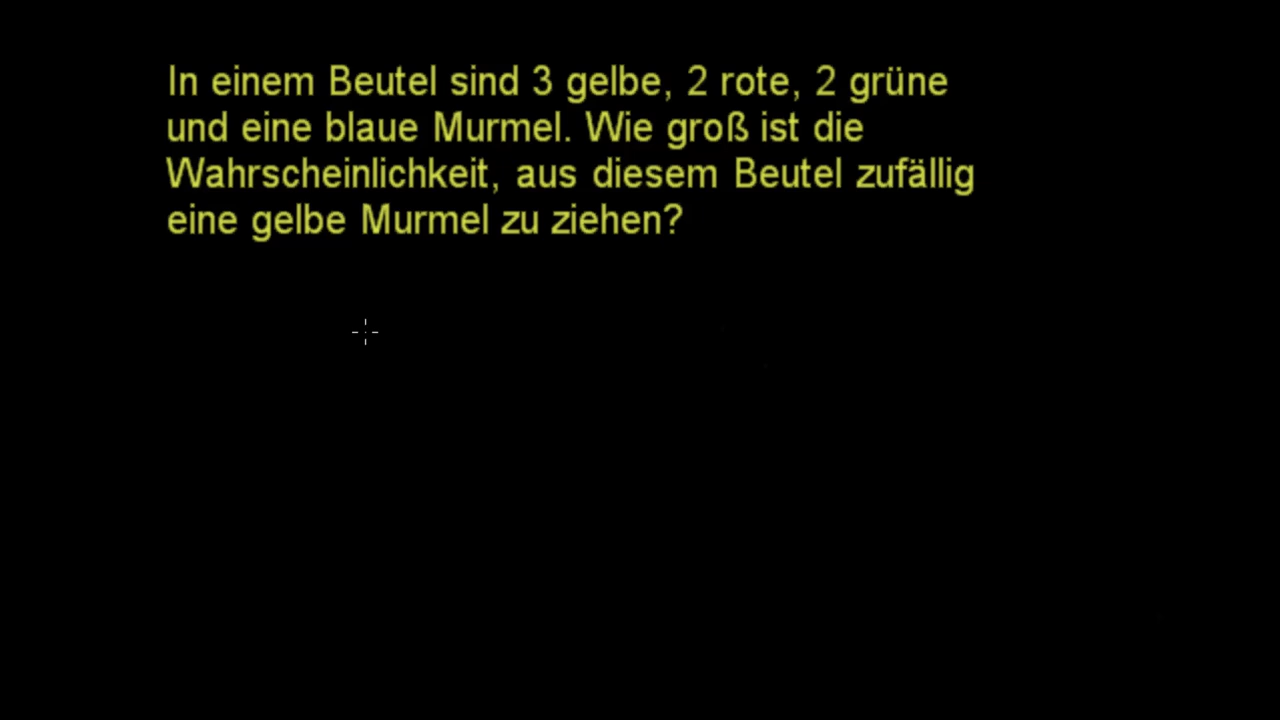 In einem Beutel sind 3 gelbe, 2 rote, 2 grüne
und eine blaue Murmel. Wie groß ist die
Wahrscheinlichkeit, aus diesem Beutel zufällig
eine gelbe Murmel zu ziehen?